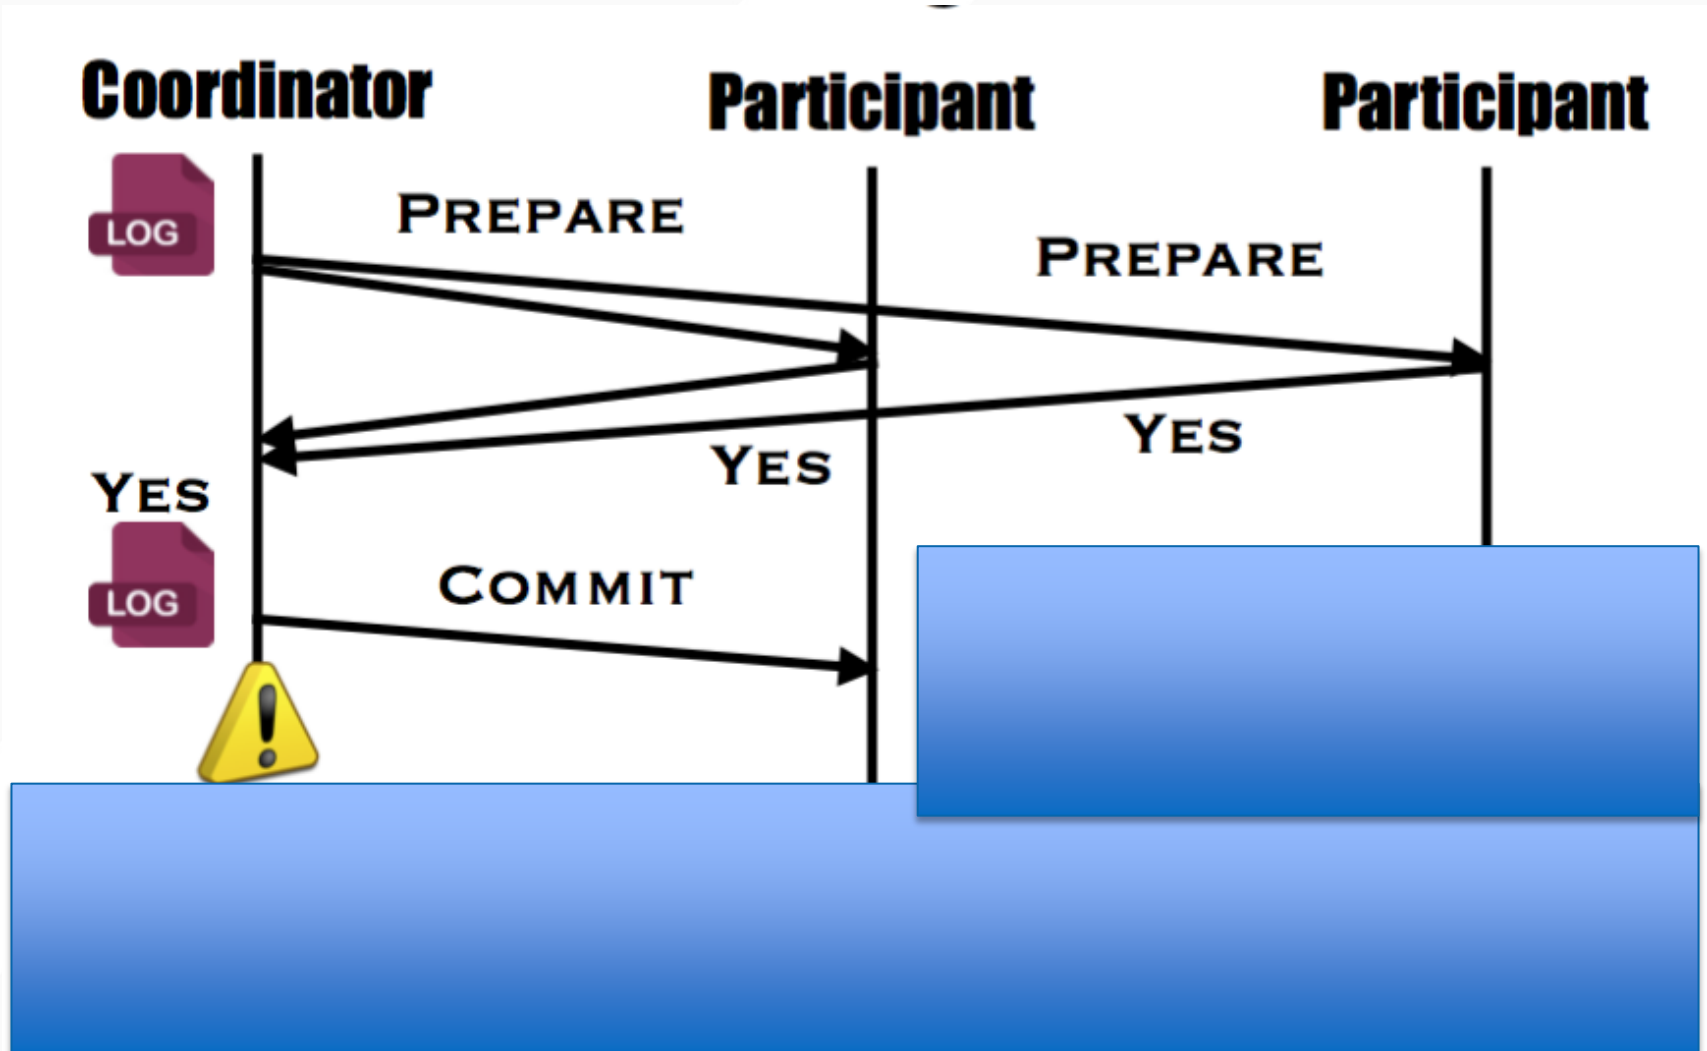 Coordinator
Participant
Participant
LOG
PREPARE
PREPARE
YES
YES
YES
LOG
COMMIT